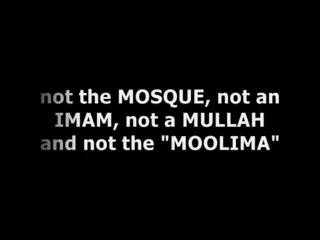 not the MOSQUE, not an
IMAM, not a MULLAH
and not the "MOOLIMA"